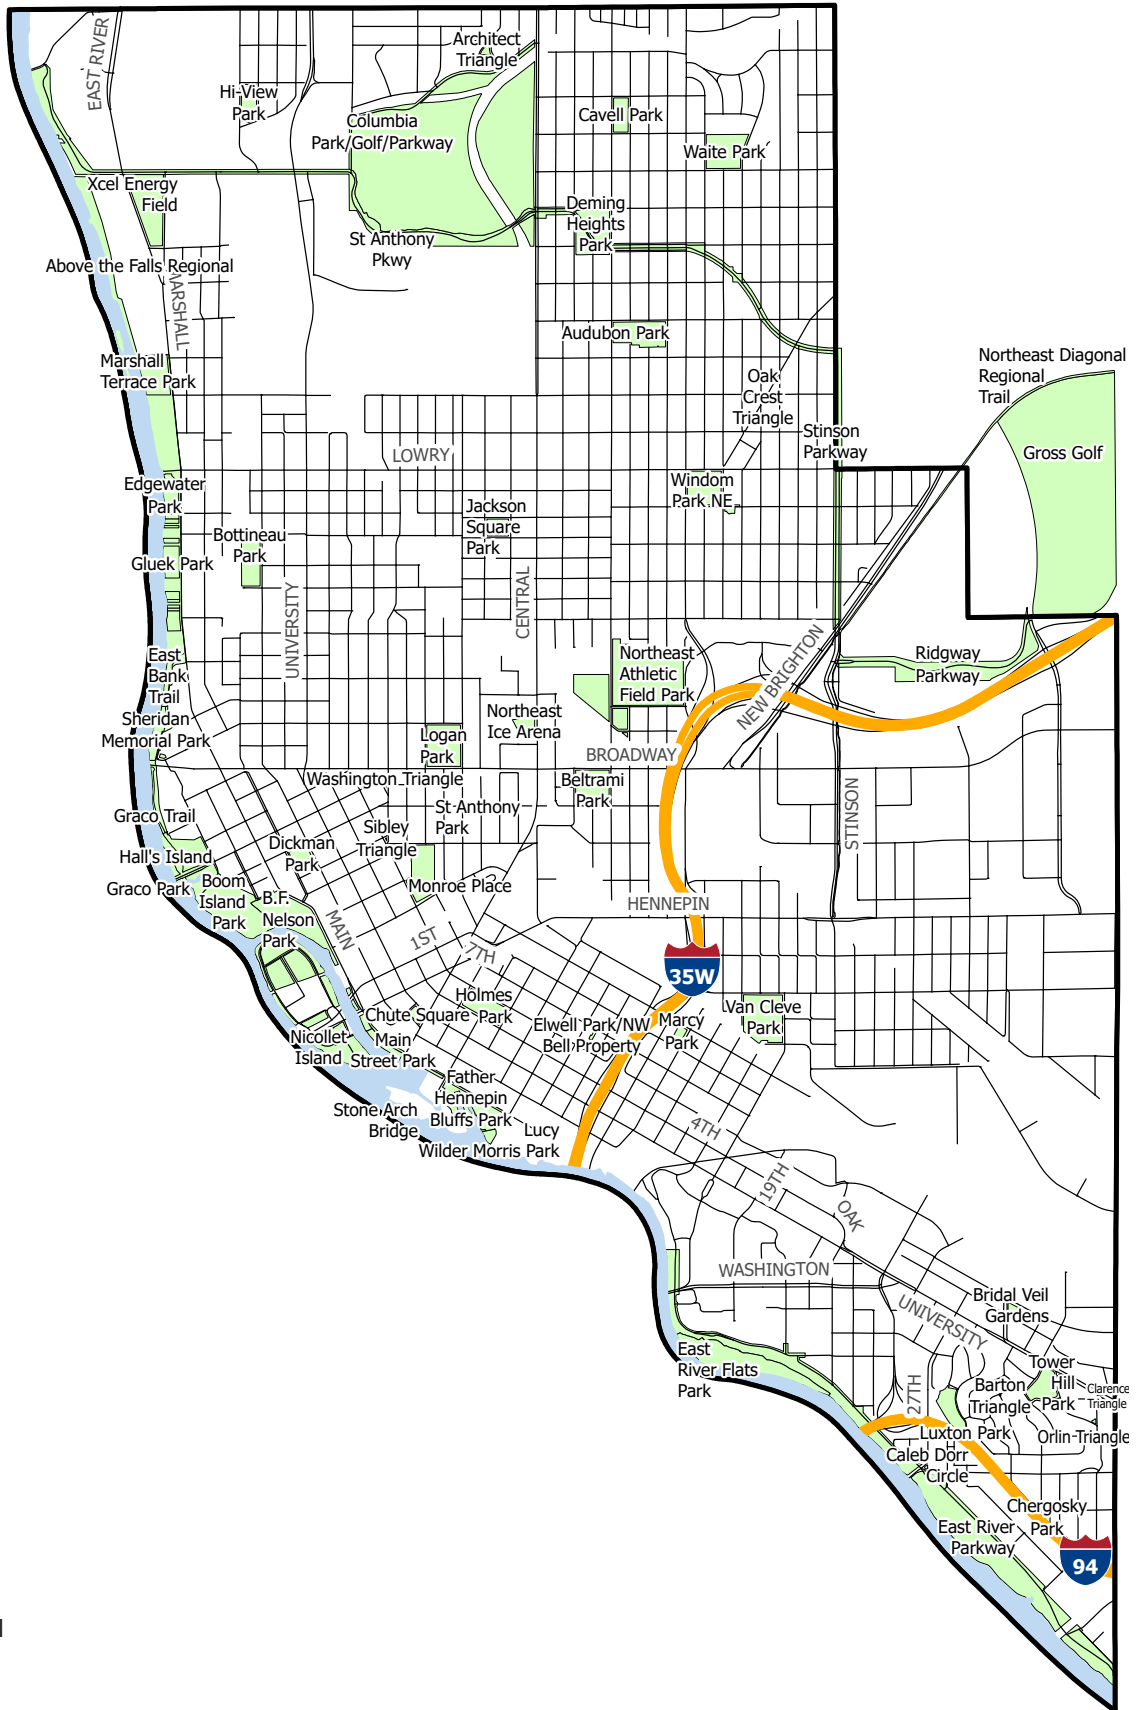 EAST RIVER
Architect
Triangle
Hi-View
Park
Columbia
Park/Golf/Parkway
Cavell Park
Waite Park
Xcel Energy
Field
Deming
Heights
Park
St Anthony
Pkwy
Above the Falls Regional
MARSHALL
Audubon Park
Marshall
Terrace Park
Northeast Diagonal
Regional
Trail
Oak
Crest
Triangle
Stinson
Parkway
Gross Golf
LOWRY
Edgewater
Park
Windom
Park NE
Jackson
Square
Park
Bottineau
Park
Gluek Park
UNIVERSITY
CENTRAL
East
Bank
Trail
Northeast
Athletic
Field Park
NEW BRIGHTON
Ridgway
Parkway
Sheridan
Memorial Park
Northeast
Ice Arena
Logan
Park
BROADWAY
Washington Triangle
Beltrami
Park
STINSON
Graco Trail
St Anthony
Park
Sibley
Triangle
Dickman
Park
Hall's Island
Graco Park
Boom
Island
Park
Monroe Place
B.F.
Nelson
Park
HENNEPIN
MAIN
1ST
7TH
35W
Holmes
Park
Chute Square
Van Cleve
Park
Elwell Park/NW
Bell Property
Marcy
Park
Nicollet
Island
Main
Street Park
Father
Hennepin
Bluffs Park
Stone Arch
Bridge
Lucy
Wilder Morris Park
4TH
19TH
OAK
WASHINGTON
Bridal Veil
Gardens
UNIVERSITY
East
River Flats
Park
Tower
Hill
Park
Barton
Triangle
Clarence
Triangle
27TH
Luxton Park
Orlin Triangle
Caleb Dorr
Circle
Chergosky
Park
East River
Parkway
94